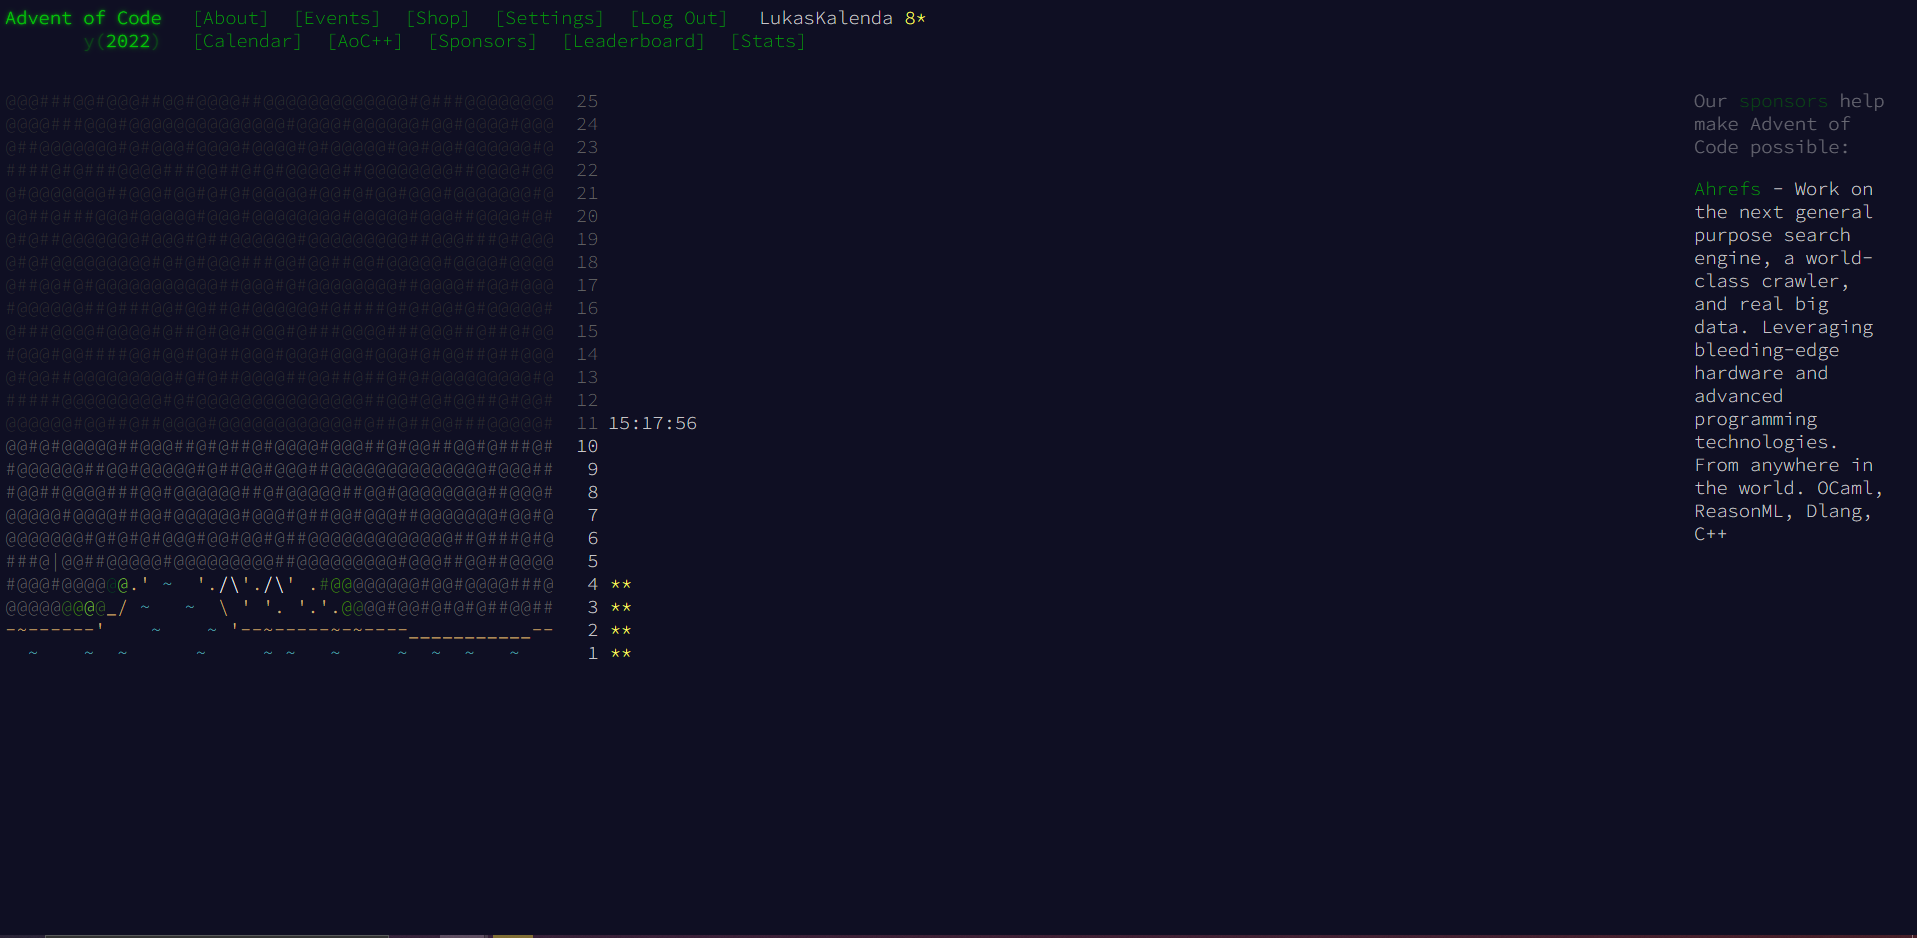 Advent of Code [About] [Events] [Shop] [Settings] [Log Out] LukasKalenda 8*
y(2022) [Calendar] [AoC++] [Sponsors] [Leaderboard] [Stats]
25
24
23
22
21
20
19
18
17
16
15
14
13
12
11 15:17:56
10
9
8
7
6
5
4 **
3 **
2 **
1 **
Our sponsors help
make Advent of
Code possible:
Ahrefs - Work on
the next general
purpose search
engine, a world-
class crawler,
and real big
data. Leveraging
bleeding-edge
hardware and
advanced
programming
technologies.
From anywhere in
the world. OCaml,
ReasonML, Dlang,
C++